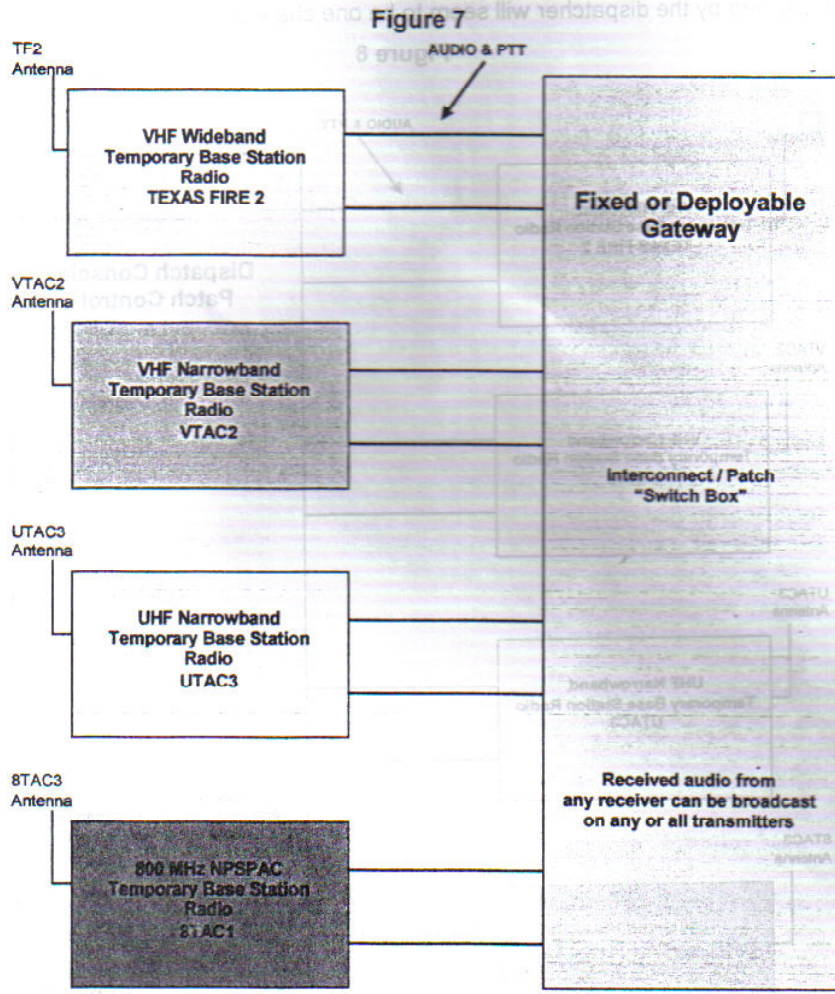 Figure 7
AUDIO & PTT
TF2
Antenna
VHF Wideband
Temporary Base Station
Radio
TEXAS FIRE 2
Fixed or Deployable
Gateway
VTAC2
Antenna
VHF Narrowband
Temporary Base Station
Radio
VTAC2
Interconnect / Patch
"Switch Box"
UTAC3
Antenna
UHF Narrowband
Temporary Base Station
Radio
UTAC3
8TAC3
Antenna
800 MHz NPSPAC
Temporary Base Station
Radio
8TAC1
Received audio from
any receiver can be broadcast
on any or all transmitters